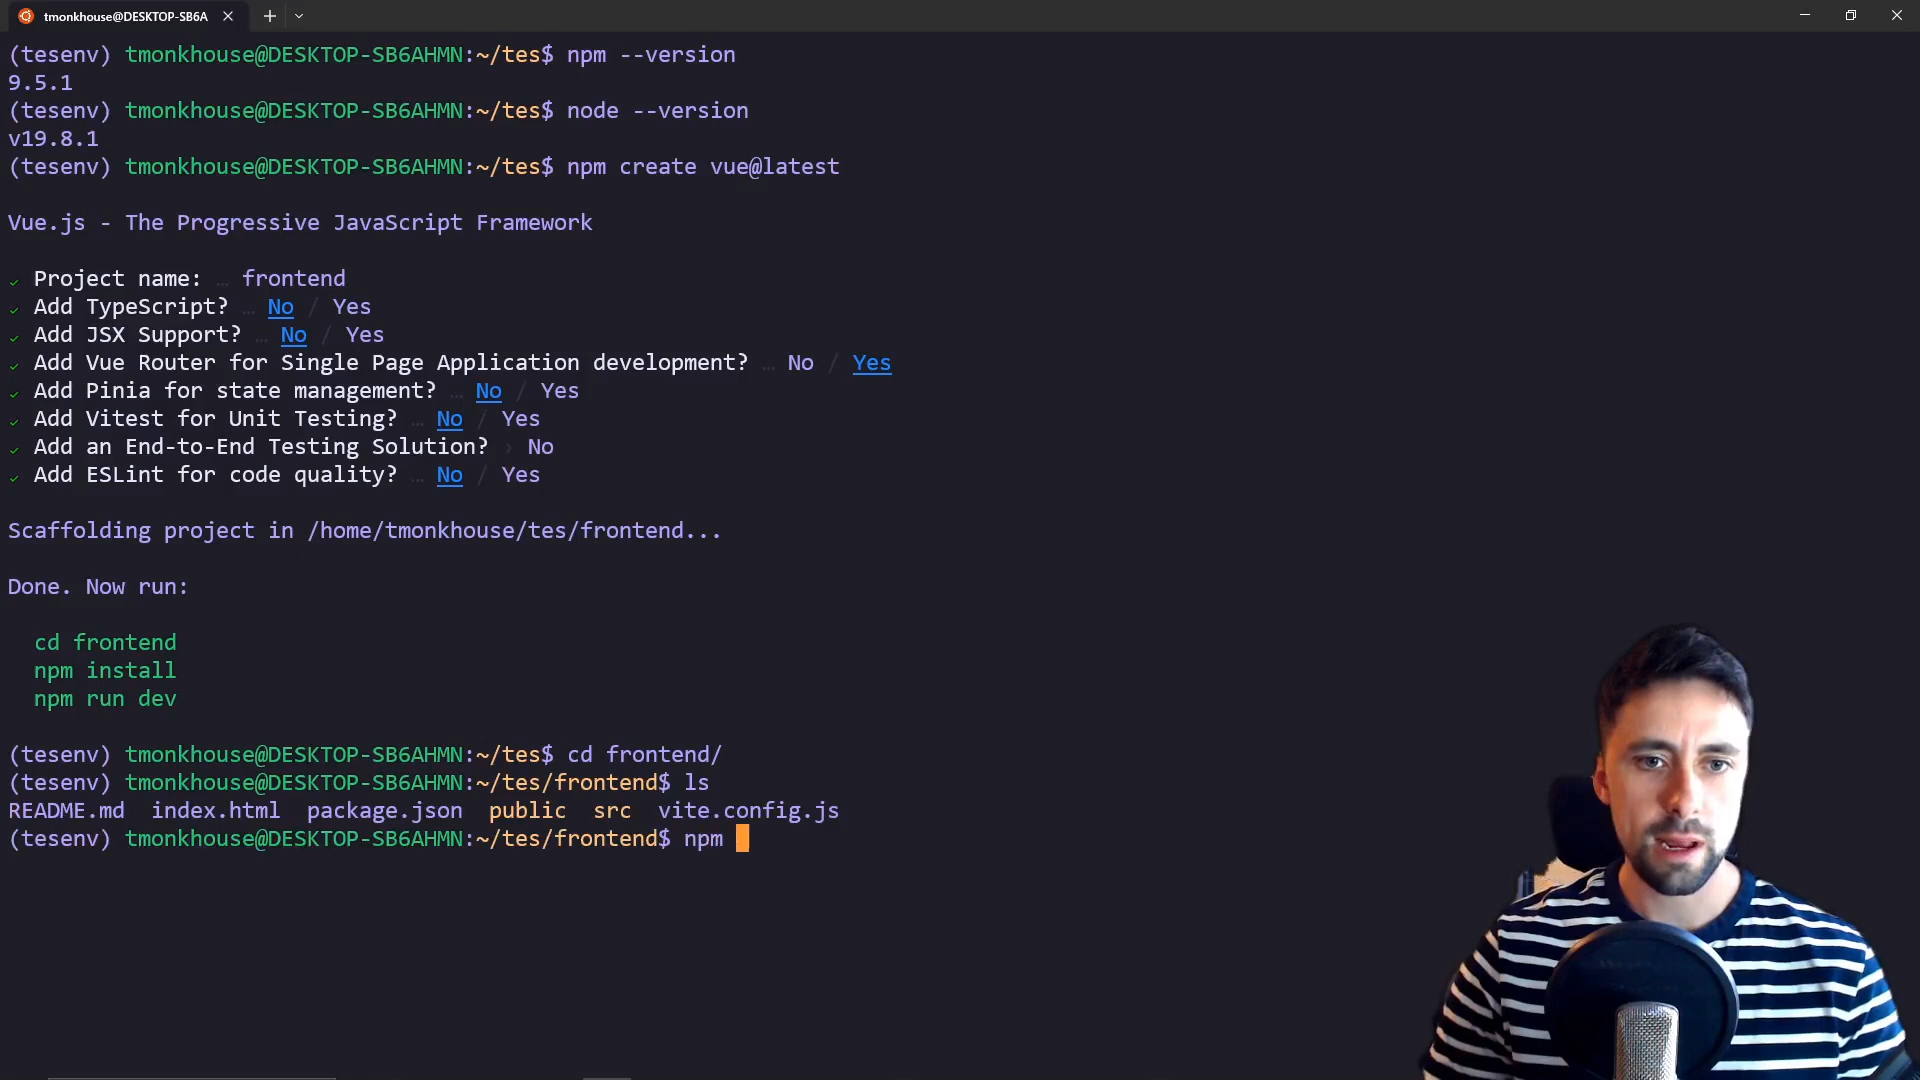 tmonkhouse@DESKTOP-SB6A
(tesenv) tmonkhouse@DESKTOP-SB6AHMN:~/tes$ npm --version
9.5.1
(tesenv) tmonkhouse@DESKTOP-SB6AHMN:~/tes$ node --version
v19.8.1
(tesenv) tmonkhouse@DESKTOP-SB6AHMN:~/tes$ npm create vue@latest
Vue.js - The Progressive JavaScript Framework
✓ Project name: … frontend
✓ Add TypeScript? … No / Yes
✓ Add JSX Support? … No / Yes
✓ Add Vue Router for Single Page Application development? … No / Yes
✓ Add Pinia for state management? … No / Yes
✓ Add Vitest for Unit Testing? … No / Yes
✓ Add an End-to-End Testing Solution? › No
✓ Add ESLint for code quality? … No / Yes
Scaffolding project in /home/tmonkhouse/tes/frontend...
Done. Now run:
cd frontend
npm install
npm run dev
(tesenv) tmonkhouse@DESKTOP-SB6AHMN:~/tes$ cd frontend/
(tesenv) tmonkhouse@DESKTOP-SB6AHMN:~/tes/frontend$ ls
README.md index.html package.json public src vite.config.js
(tesenv) tmonkhouse@DESKTOP-SB6AHMN:~/tes/frontend$ npm